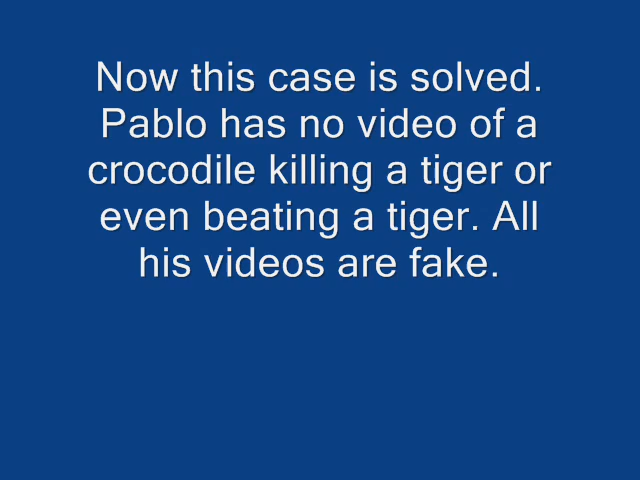 Now this case is solved.
Pablo has no video of a
crocodile killing a tiger or
even beating a tiger. All
his videos are fake.